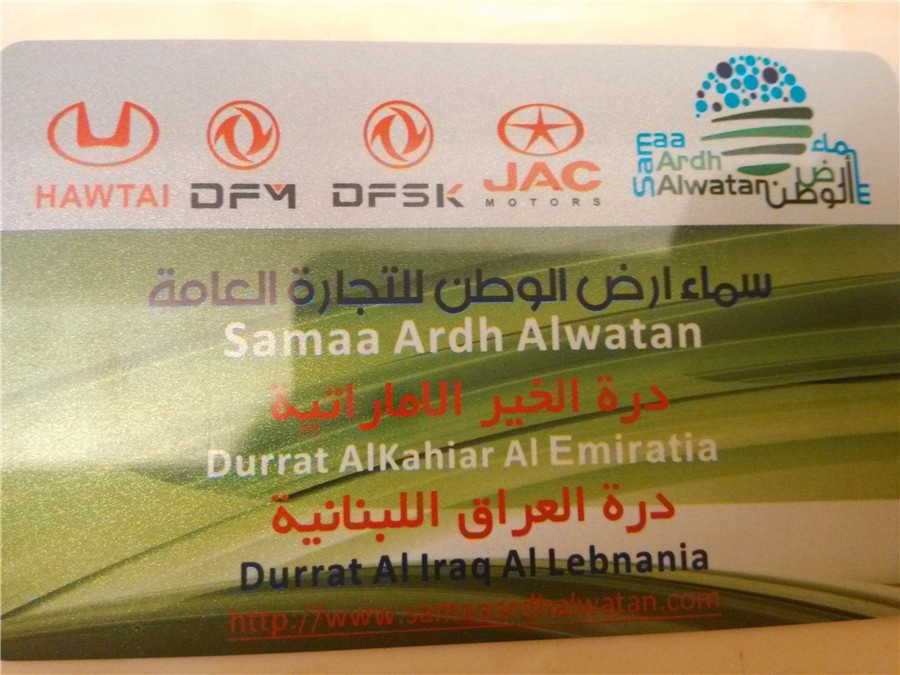 HAWTAI DFM DFSK JAC MOTORS
Samaa Ardh Alwatan سماء ارض الوطن
سماء ارض الوطن للتجارة العامة
Samaa Ardh Alwatan
درة الخير الاماراتية
Durrat AlKahiar Al Emiratia
درة العراق اللبنانية
Durrat Al Iraq Al Lebnania
http://www.samaaardhalwatan.com